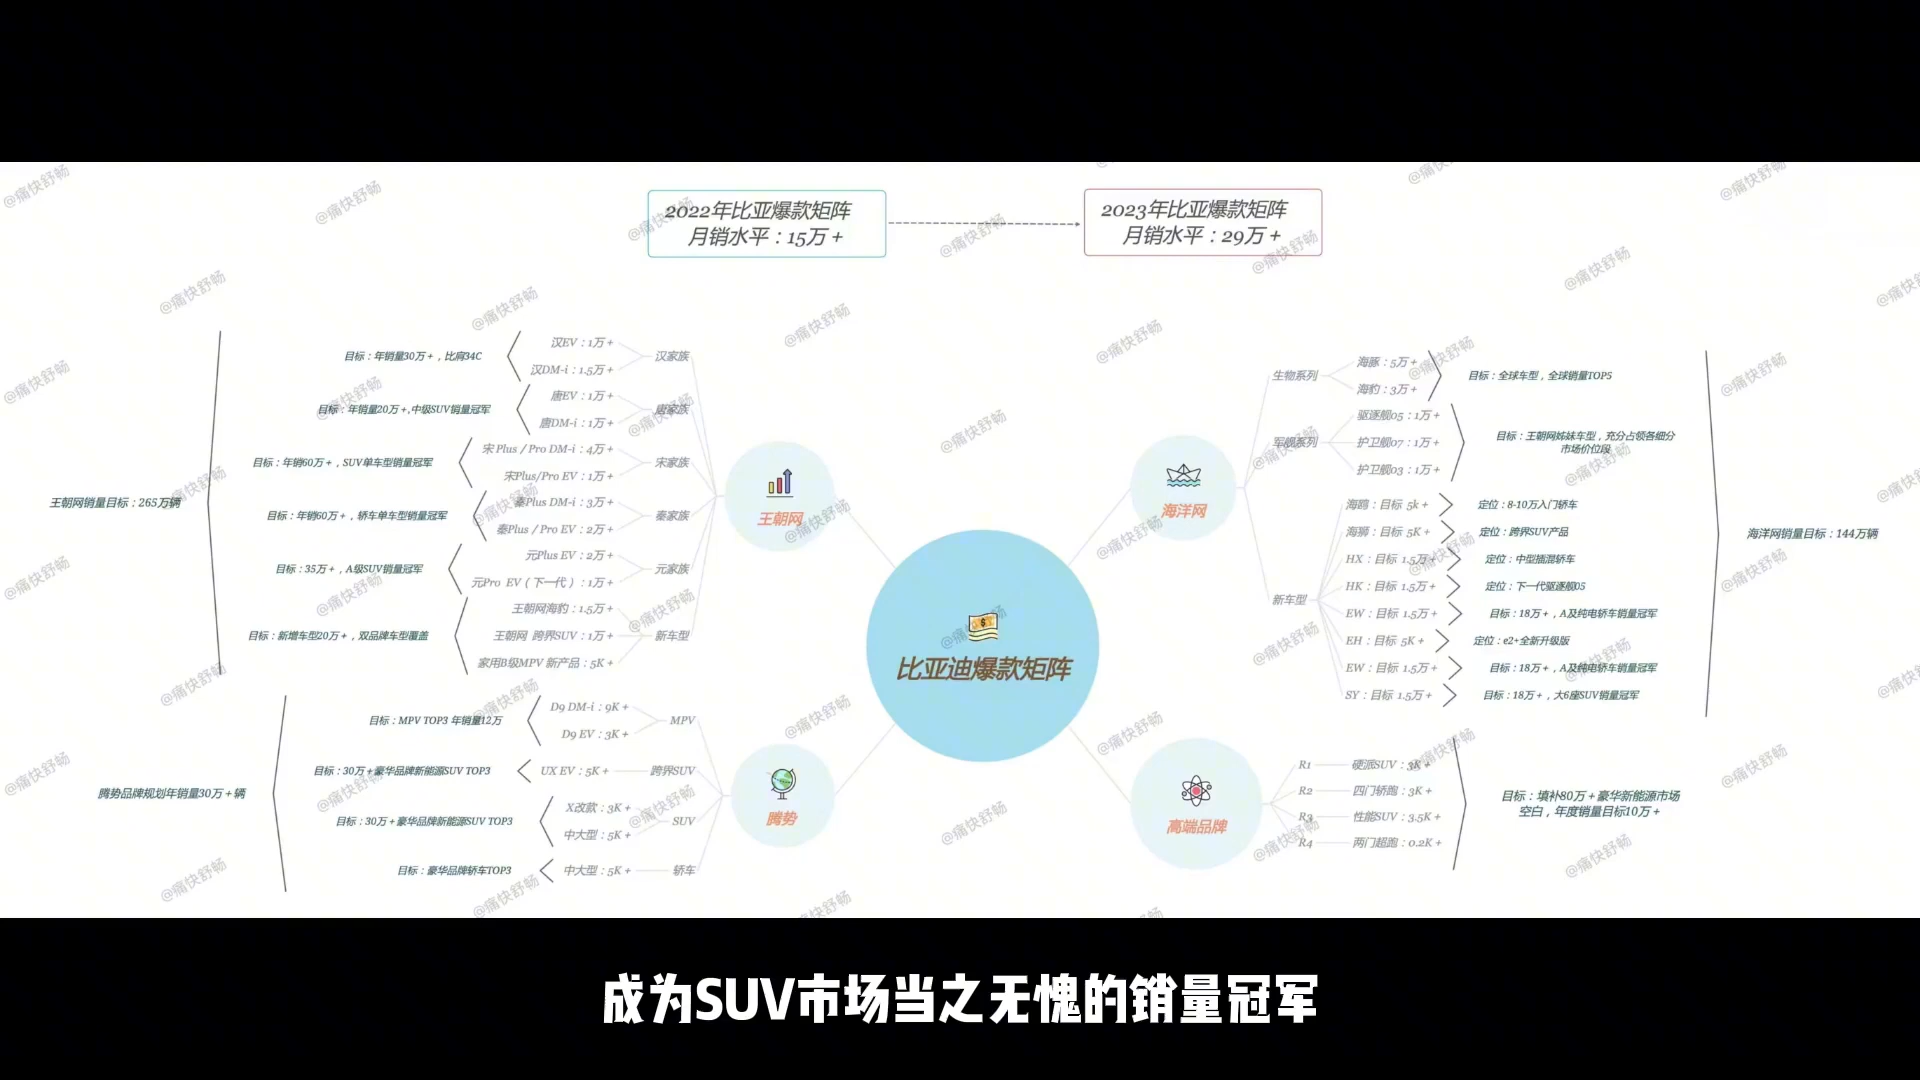 2022年比亚爆款矩阵
月销水平：15万+
2023年比亚爆款矩阵
月销水平：29万+
比亚迪爆款矩阵
王朝网
王朝网销量目标：265万辆
目标：年销量30万+，比肩34C
汉EV：1万+
汉DM-i：1.5万+
汉家族
目标：年销量20万+,中级SUV销量冠军
唐EV：1万+
唐DM-i：1万+
唐家族
目标：年销60万+，SUV单车型销量冠军
宋Plus / Pro DM-i：4万+
宋Plus/Pro EV：1万+
宋家族
目标：年销60万+，轿车单车型销量冠军
秦Plus DM-i：3万+
秦Plus / Pro EV：2万+
秦家族
目标：35万+，A级SUV销量冠军
元Plus EV：2万+
元Pro EV（下一代）：1万+
元家族
目标：新增车型20万+，双品牌车型覆盖
王朝网海豹：1.5万+
王朝网 跨界SUV：1万+
家用B级MPV 新产品：5K+
新车型
腾势
腾势品牌规划年销量30万+辆
目标：MPV TOP3 年销量12万
D9 DM-i：9K+
D9 EV：3K+
MPV
目标：30万+豪华品牌新能源SUV TOP3
UX EV：5K+
跨界SUV
目标：30万+豪华品牌新能源SUV TOP3
X改款：3K+
中大型：5K+
SUV
目标：豪华品牌轿车TOP3
中大型：5K+
轿车
海洋网
生物系列
海豚：5万+
海豹：3万+
目标：全球车型，全球销量TOP5
军舰系列
驱逐舰05：1万+
护卫舰07：1万+
护卫舰03：1万+
目标：王朝网姊妹车型，充分占领各细分
市场价位段
新车型
海鸥：目标 5k+
定位：8-10万入门轿车
海狮：目标 5K+
定位：跨界SUV产品
HX：目标 1.5万+
定位：中型插混轿车
HK：目标 1.5万+
定位：下一代驱逐舰05
EW：目标 1.5万+
目标：18万+，A及纯电轿车销量冠军
EH：目标 5K+
定位：e2+全新升级版
EW：目标 1.5万+
目标：18万+，A及纯电轿车销量冠军
SY：目标 1.5万+
目标：18万+，大6座SUV销量冠军
海洋网销量目标：144万辆
高端品牌
R1
硬派SUV：3K+
R2
四门轿跑：3K+
R3
性能SUV：3.5K+
R4
两门超跑：0.2K+
目标：填补80万+豪华新能源市场
空白，年度销量目标10万+
@痛快舒畅
成为SUV市场当之无愧的销量冠军